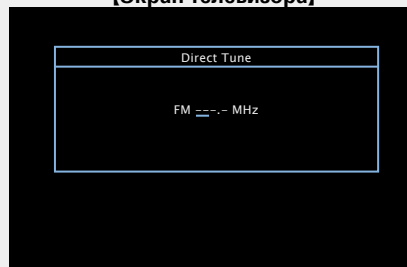 【Экран телевизора】
Direct Tune
FM ---.- MHz